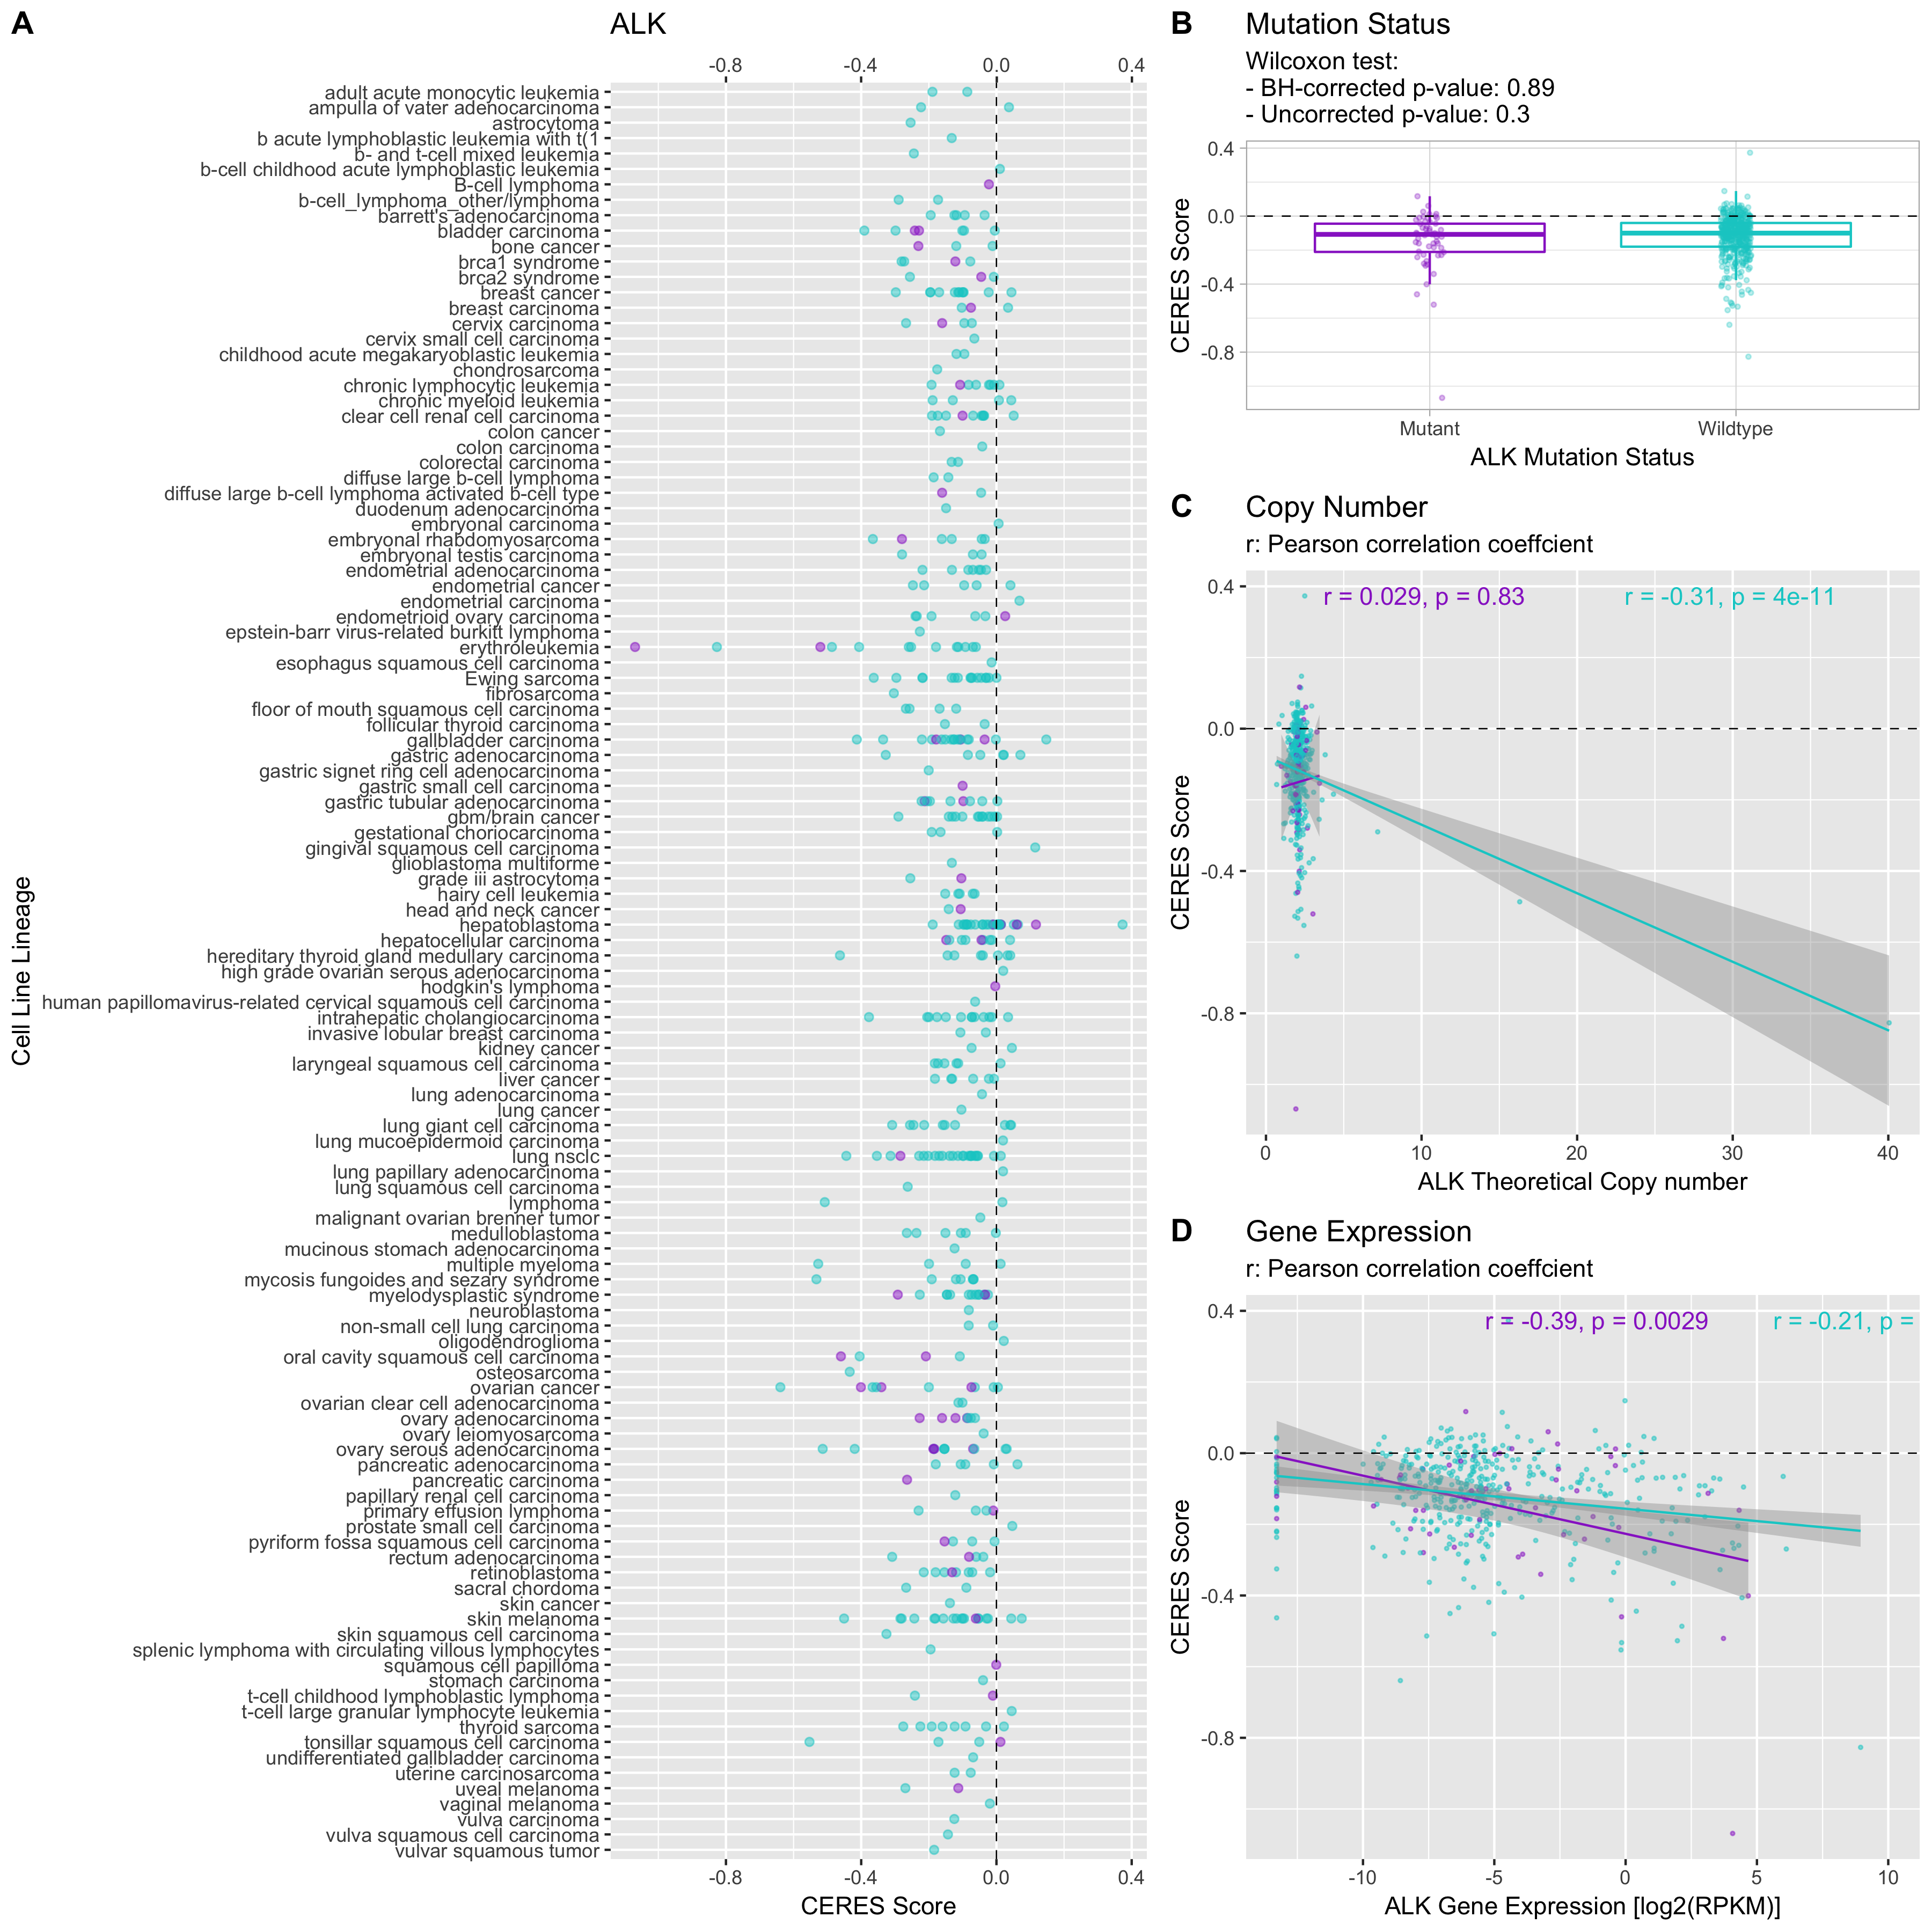 A
ALK
-0.8 -0.4 0.0 0.4
Cell Line Lineage
adult acute monocytic leukemia
ampulla of vater adenocarcinoma
astrocytoma
b acute lymphoblastic leukemia with t(1
b- and t-cell mixed leukemia
b-cell childhood acute lymphoblastic leukemia
B-cell lymphoma
b-cell_lymphoma_other/lymphoma
barrett's adenocarcinoma
bladder carcinoma
bone cancer
brca1 syndrome
brca2 syndrome
breast cancer
breast carcinoma
cervix carcinoma
cervix small cell carcinoma
childhood acute megakaryoblastic leukemia
chondrosarcoma
chronic lymphocytic leukemia
chronic myeloid leukemia
clear cell renal cell carcinoma
colon cancer
colon carcinoma
colorectal carcinoma
diffuse large b-cell lymphoma
diffuse large b-cell lymphoma activated b-cell type
duodenum adenocarcinoma
embryonal carcinoma
embryonal rhabdomyosarcoma
embryonal testis carcinoma
endometrial adenocarcinoma
endometrial cancer
endometrial carcinoma
endometrioid ovary carcinoma
epstein-barr virus-related burkitt lymphoma
erythroleukemia
esophagus squamous cell carcinoma
Ewing sarcoma
fibrosarcoma
floor of mouth squamous cell carcinoma
follicular thyroid carcinoma
gallbladder carcinoma
gastric adenocarcinoma
gastric signet ring cell adenocarcinoma
gastric small cell carcinoma
gastric tubular adenocarcinoma
gbm/brain cancer
gestational choriocarcinoma
gingival squamous cell carcinoma
glioblastoma multiforme
grade iii astrocytoma
hairy cell leukemia
head and neck cancer
hepatoblastoma
hepatocellular carcinoma
hereditary thyroid gland medullary carcinoma
high grade ovarian serous adenocarcinoma
hodgkin's lymphoma
human papillomavirus-related cervical squamous cell carcinoma
intrahepatic cholangiocarcinoma
invasive lobular breast carcinoma
kidney cancer
laryngeal squamous cell carcinoma
liver cancer
lung adenocarcinoma
lung cancer
lung giant cell carcinoma
lung mucoepidermoid carcinoma
lung nsclc
lung papillary adenocarcinoma
lung squamous cell carcinoma
lymphoma
malignant ovarian brenner tumor
medulloblastoma
mucinous stomach adenocarcinoma
multiple myeloma
mycosis fungoides and sezary syndrome
myelodysplastic syndrome
neuroblastoma
non-small cell lung carcinoma
oligodendroglioma
oral cavity squamous cell carcinoma
osteosarcoma
ovarian cancer
ovarian clear cell adenocarcinoma
ovary adenocarcinoma
ovary leiomyosarcoma
ovary serous adenocarcinoma
pancreatic adenocarcinoma
pancreatic carcinoma
papillary renal cell carcinoma
primary effusion lymphoma
prostate small cell carcinoma
pyriform fossa squamous cell carcinoma
rectum adenocarcinoma
retinoblastoma
sacral chordoma
skin cancer
skin melanoma
skin squamous cell carcinoma
splenic lymphoma with circulating villous lymphocytes
squamous cell papilloma
stomach carcinoma
t-cell childhood lymphoblastic lymphoma
t-cell large granular lymphocyte leukemia
thyroid sarcoma
tonsillar squamous cell carcinoma
undifferentiated gallbladder carcinoma
uterine carcinosarcoma
uveal melanoma
vaginal melanoma
vulva carcinoma
vulva squamous cell carcinoma
vulvar squamous tumor
-0.8 -0.4 0.0 0.4
CERES Score
B
Mutation Status
Wilcoxon test:
- BH-corrected p-value: 0.89
- Uncorrected p-value: 0.3
CERES Score
0.4
0.0
-0.4
-0.8
Mutant Wildtype
ALK Mutation Status
C
Copy Number
r: Pearson correlation coeffcient
r = 0.029, p = 0.83 r = -0.31, p = 4e-11
CERES Score
0.4
0.0
-0.4
-0.8
0 10 20 30 40
ALK Theoretical Copy number
D
Gene Expression
r: Pearson correlation coeffcient
r = -0.39, p = 0.0029 r = -0.21, p =
CERES Score
0.4
0.0
-0.4
-0.8
-10 -5 0 5 10
ALK Gene Expression [log2(RPKM)]